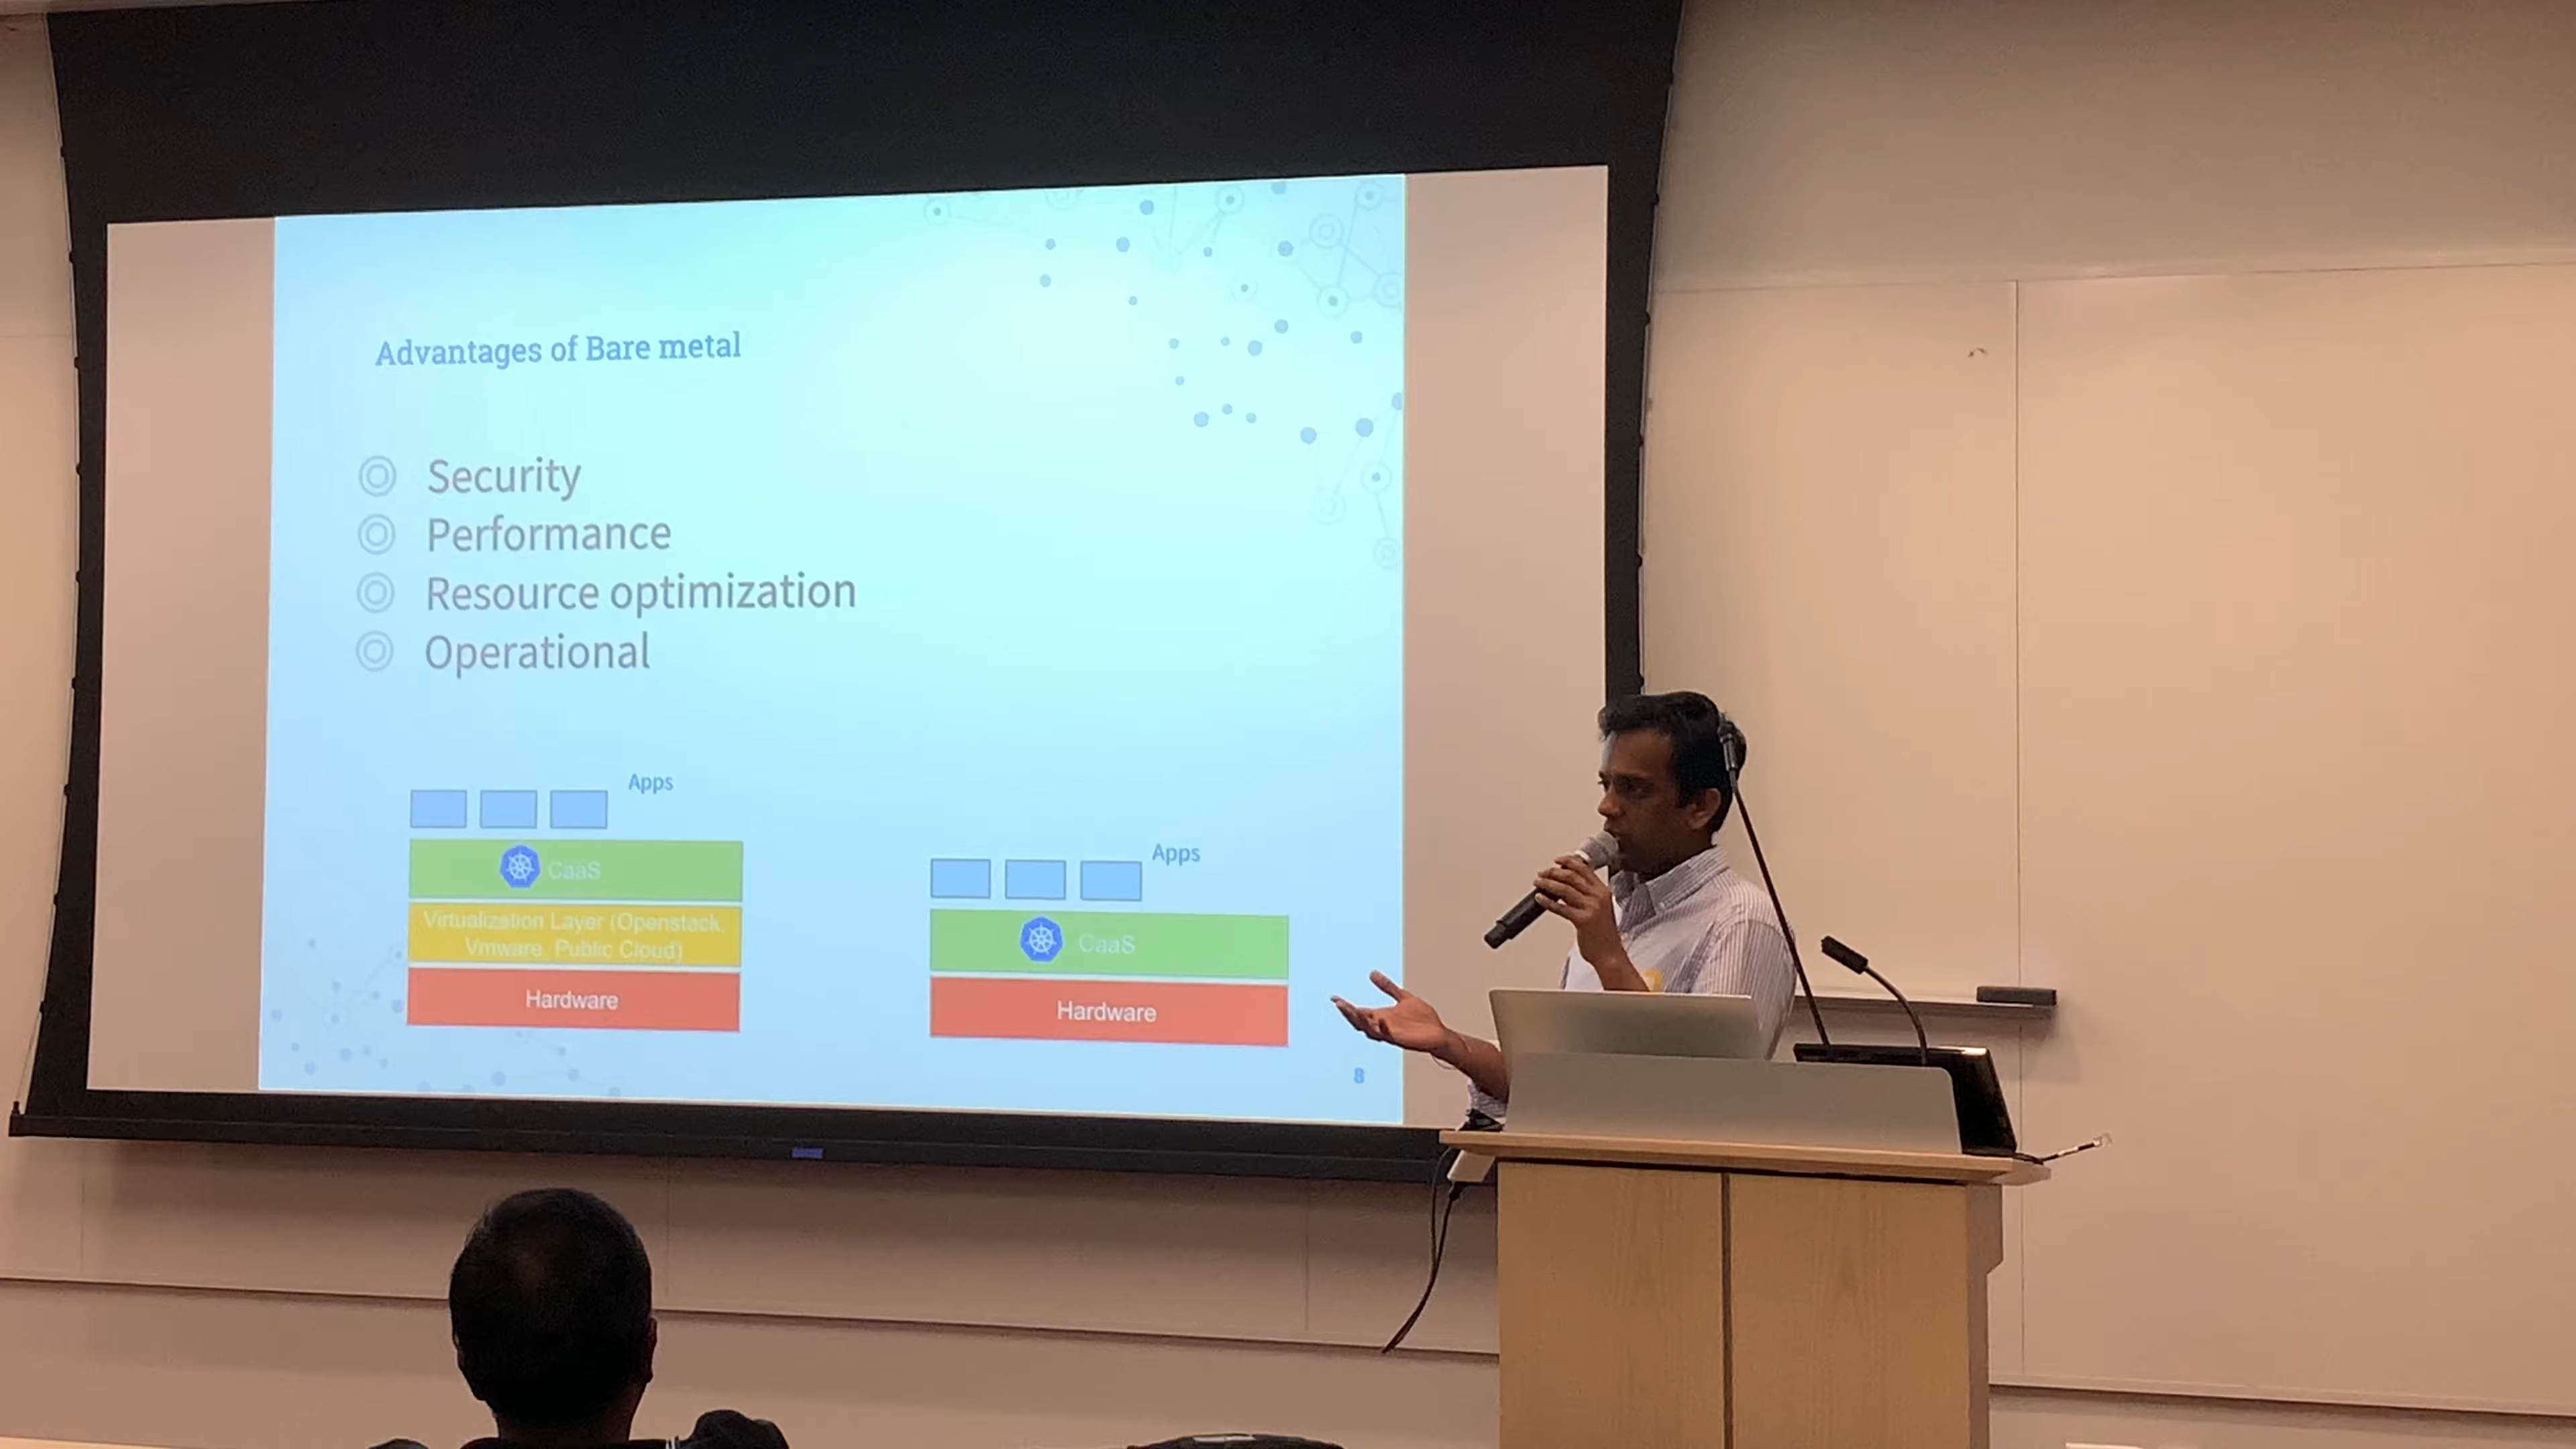 Advantages of Bare metal
Security
Performance
Resource optimization
Operational
Apps
CaaS
Virtualization Layer (Openstack,
Vmware, Public Cloud)
Hardware
Apps
CaaS
Hardware
8